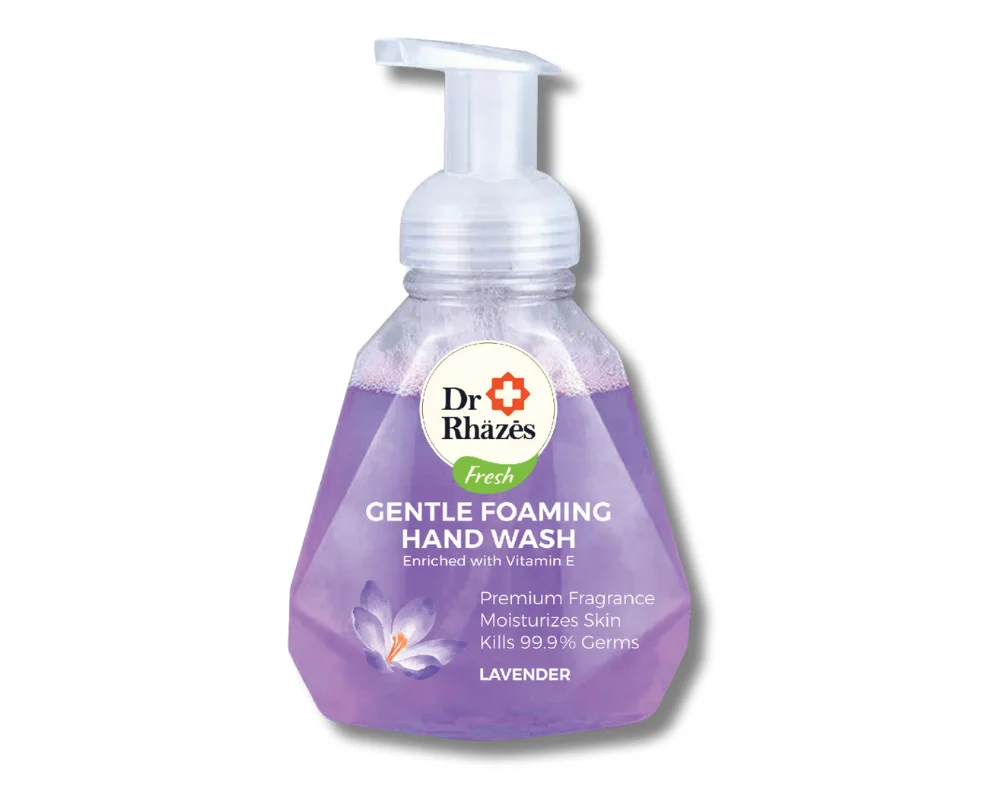 Dr
Rhäzēs
Fresh
GENTLE FOAMING
HAND WASH
Enriched with Vitamin E
Premium Fragrance
Moisturizes Skin
Kills 99.9% Germs
LAVENDER